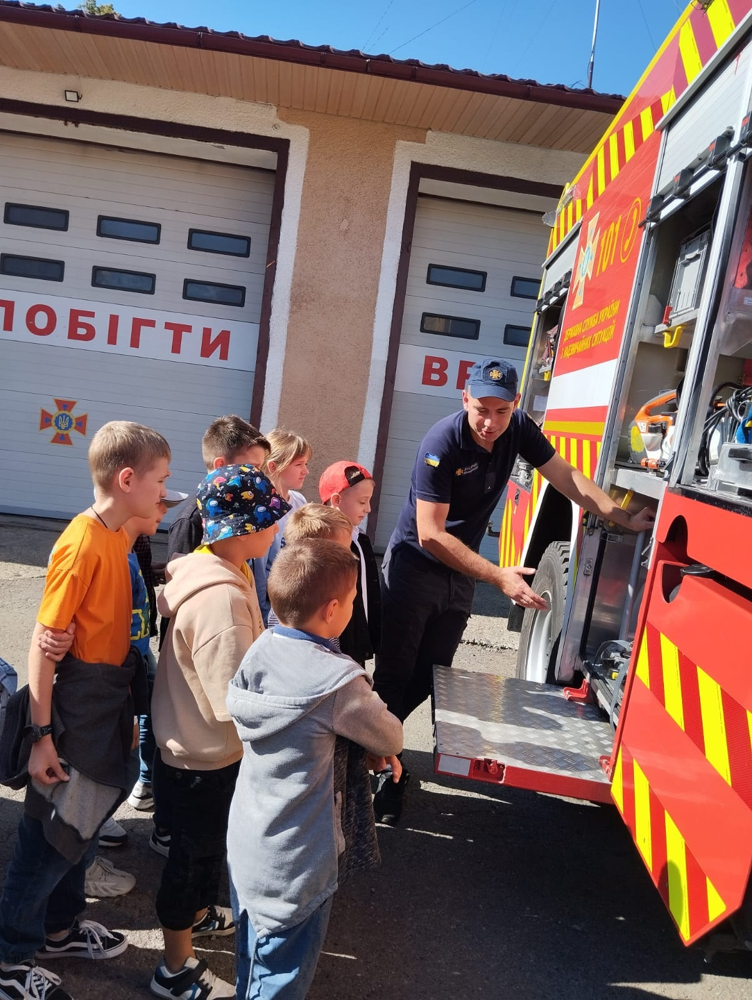 ПОБІГТИ
ВР
101
ДЕРЖАВНА СЛУЖБА УКРАЇНИ
З НАДЗВИЧАЙНИХ СИТУАЦІЙ